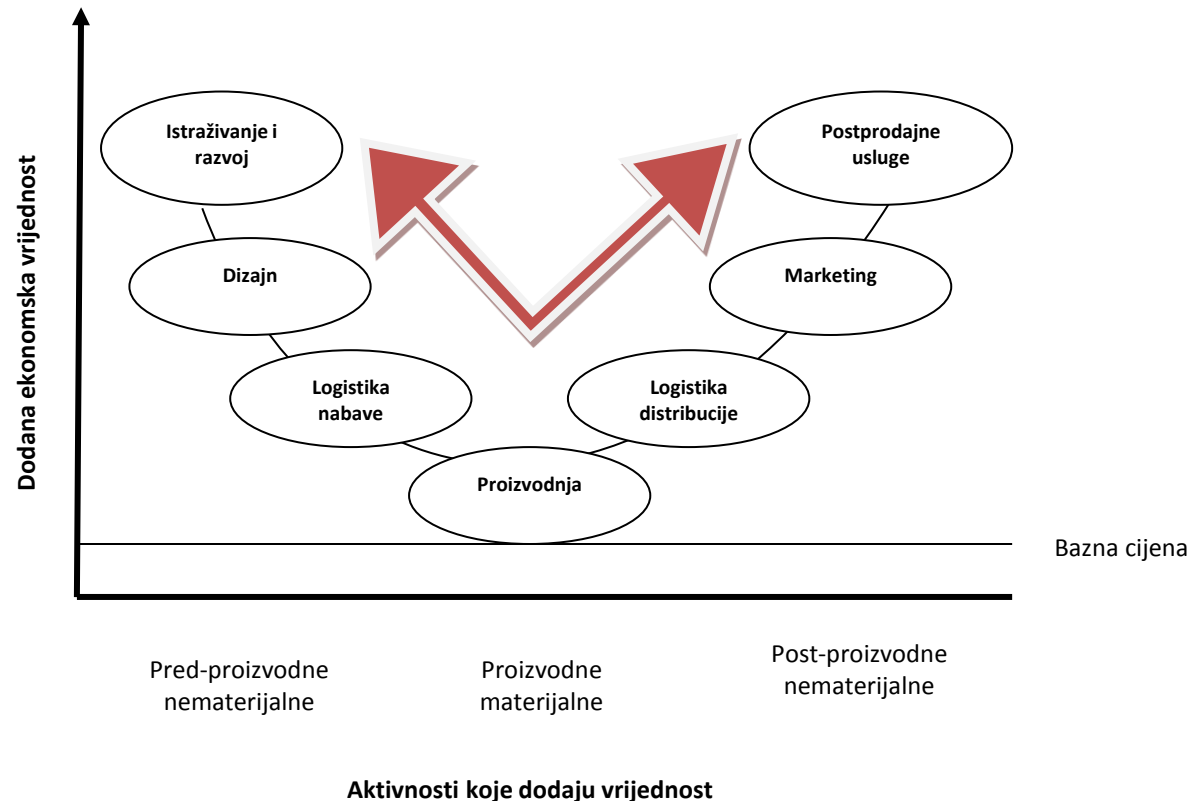 Dodana ekonomska vrijednost
Istraživanje i
razvoj
Postprodajne
usluge
Dizajn
Marketing
Logistika
nabave
Logistika
distribucije
Proizvodnja
Bazna cijena
Pred-proizvodne
nematerijalne
Proizvodne
materijalne
Post-proizvodne
nematerijalne
Aktivnosti koje dodaju vrijednost